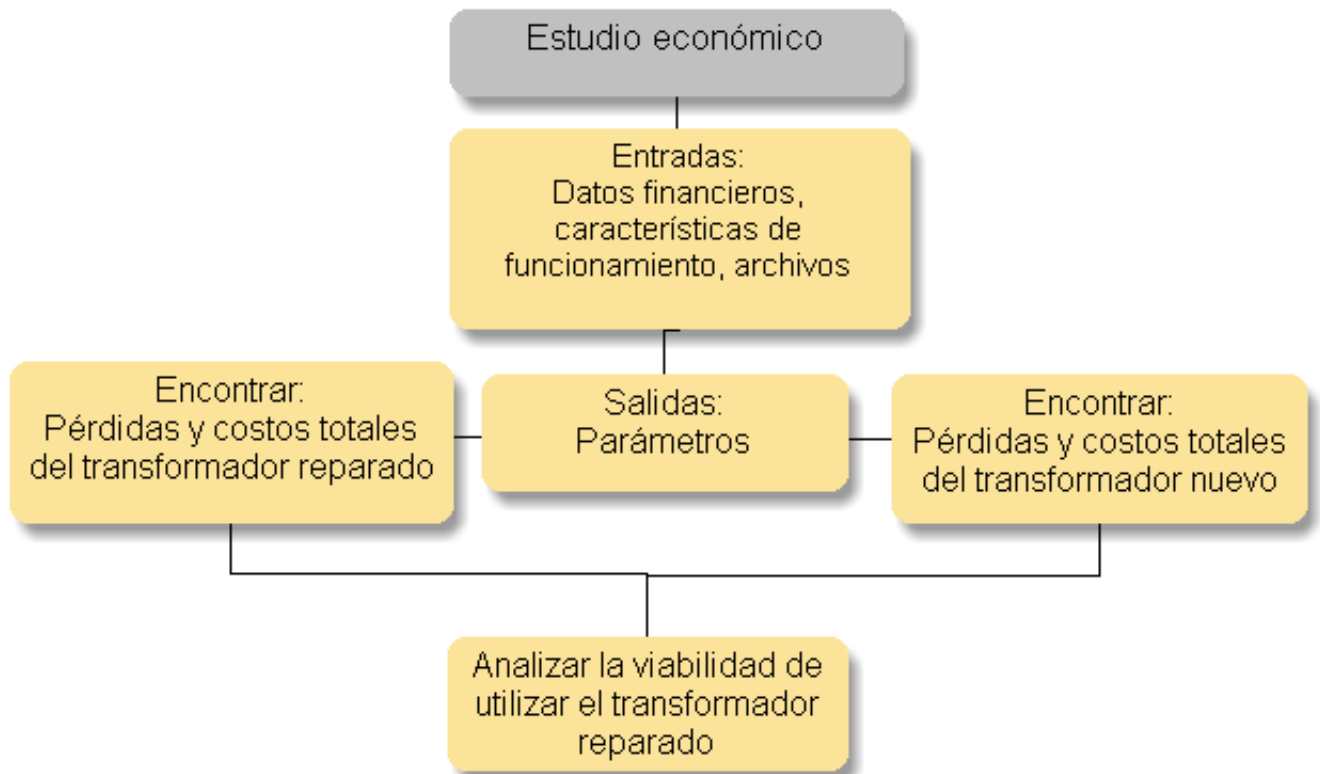 Estudio económico
Entradas:
Datos financieros,
características de
funcionamiento, archivos
Encontrar:
Pérdidas y costos totales
del transformador reparado
Salidas:
Parámetros
Encontrar:
Pérdidas y costos totales
del transformador nuevo
Analizar la viabilidad de
utilizar el transformador
reparado